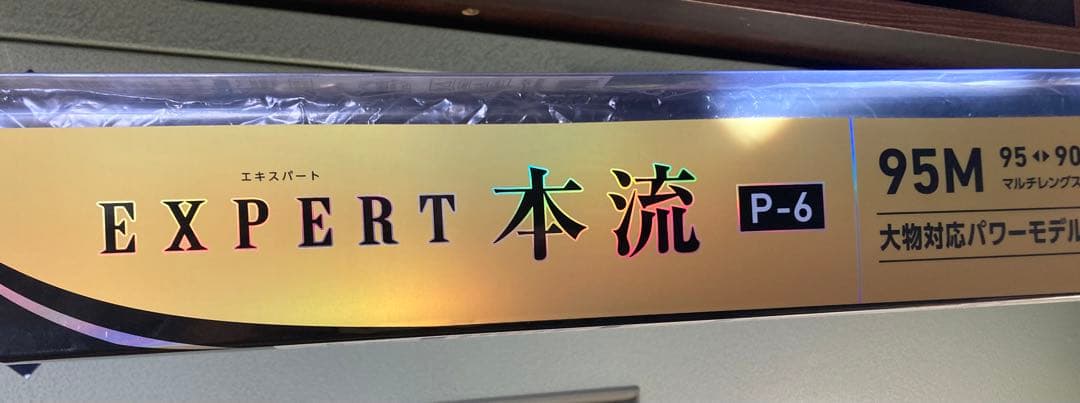 エキスパート
EXPERT 本流 P-6
95M 95◂▸90
マルチレングス
大物対応パワーモデル